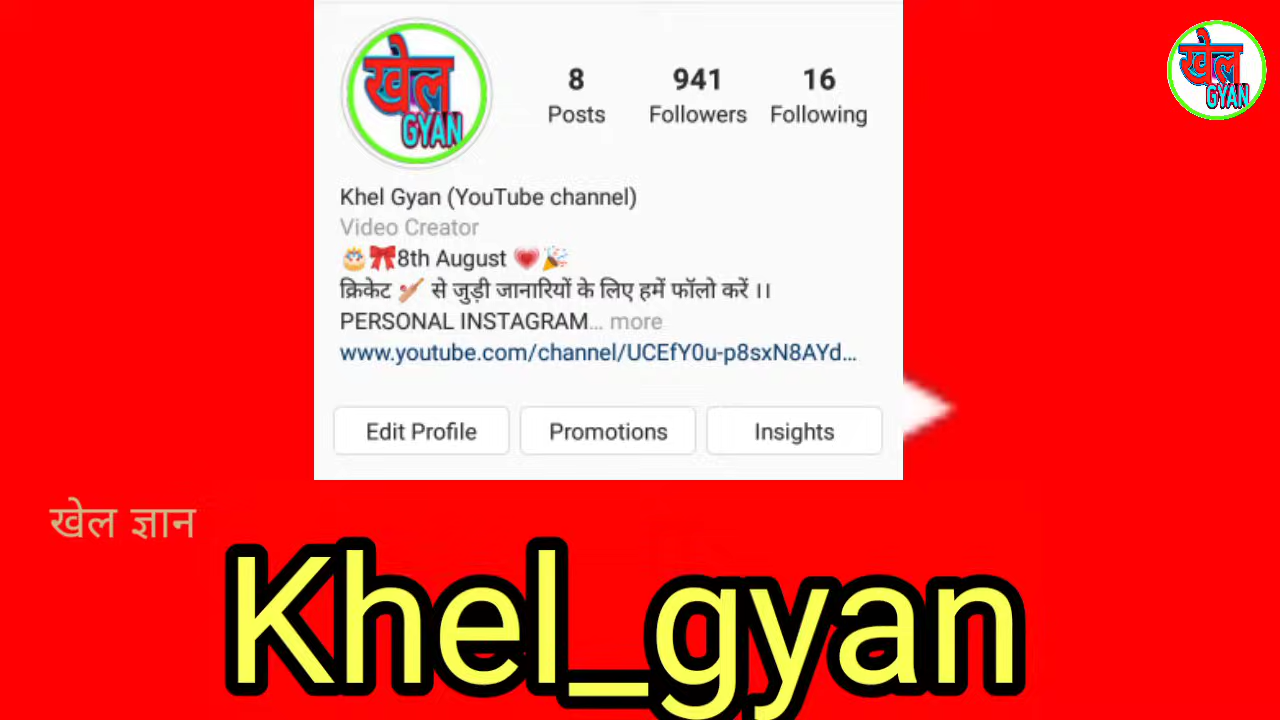 खेल
GYAN
8 941 16
Posts Followers Following
खेल
GYAN
Khel Gyan (YouTube channel)
Video Creator
🎂🎀8th August 💗🎉
क्रिकेट 🏏 से जुड़ी जानारियों के लिए हमें फॉलो करें ।।
PERSONAL INSTAGRAM... more
www.youtube.com/channel/UCEfY0u-p8sxN8AYd...
Edit Profile Promotions Insights
खेल ज्ञान
Khel_gyan